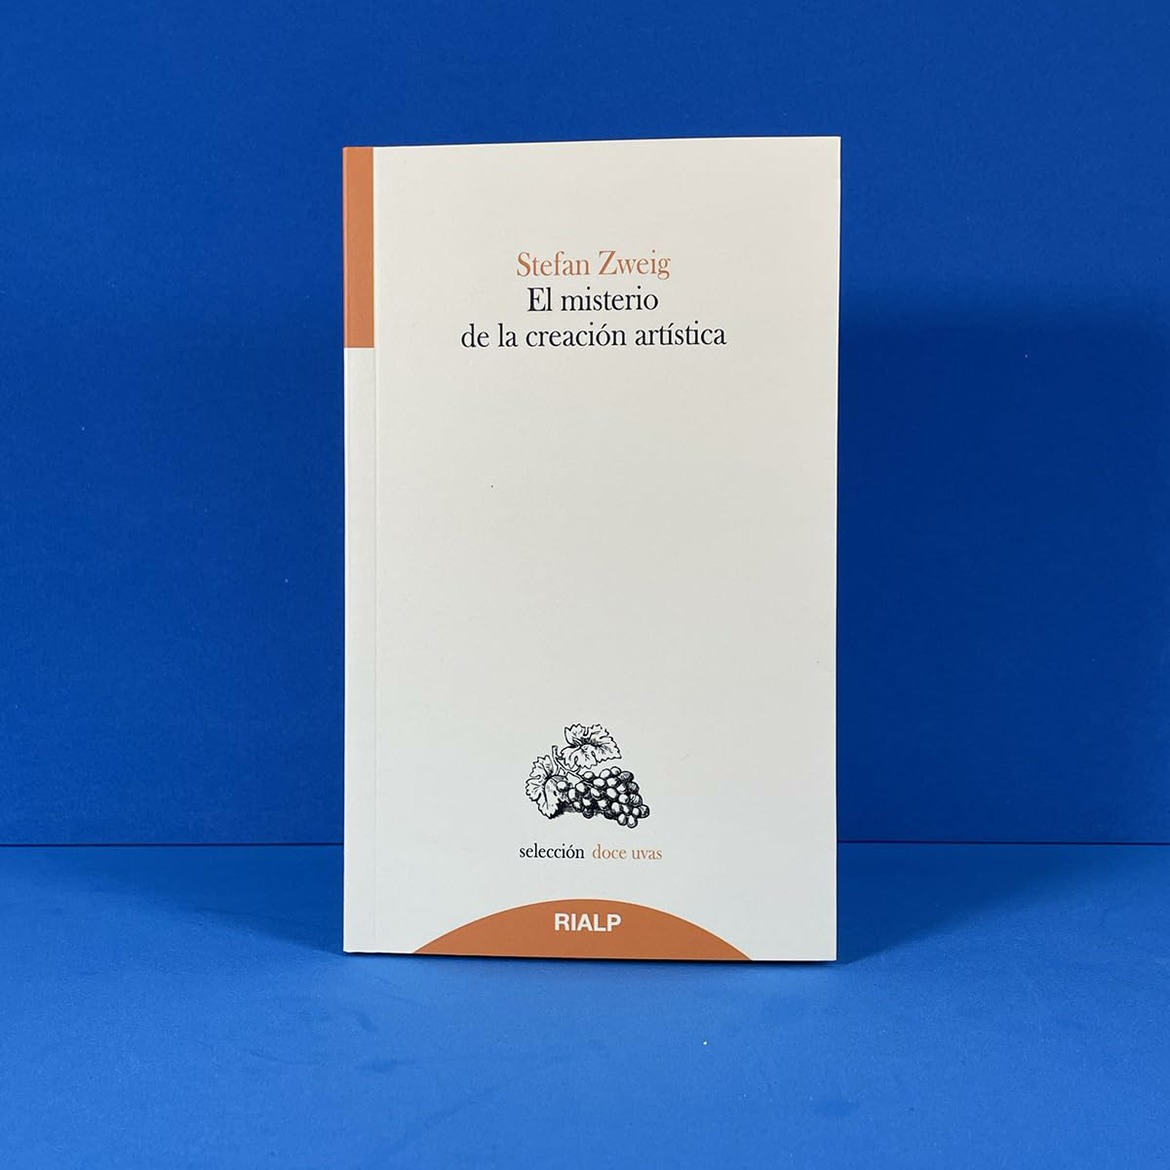 Stefan Zweig
El misterio
de la creación artística
selección doce uvas
RIALP